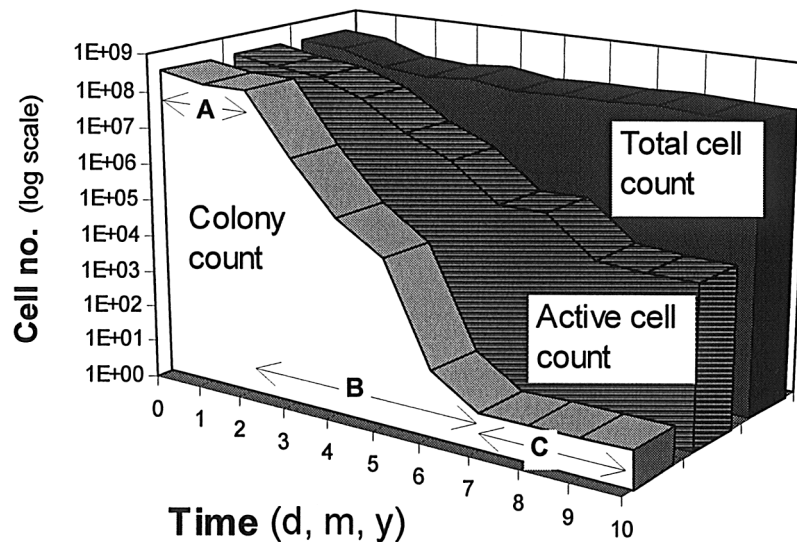 Cell no. (log scale)
1E+09
1E+08
1E+07
1E+06
1E+05
1E+04
1E+03
1E+02
1E+01
1E+00
A
Colony
count
Total cell
count
Active cell
count
B
C
0
1
2
3
4
5
6
7
8
9
10
Time (d, m, y)